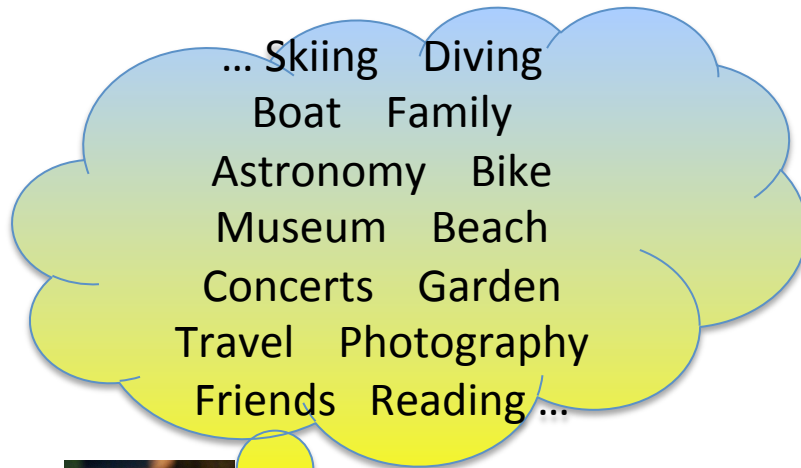 … Skiing Diving
Boat Family
Astronomy Bike
Museum Beach
Concerts Garden
Travel Photography
Friends Reading …